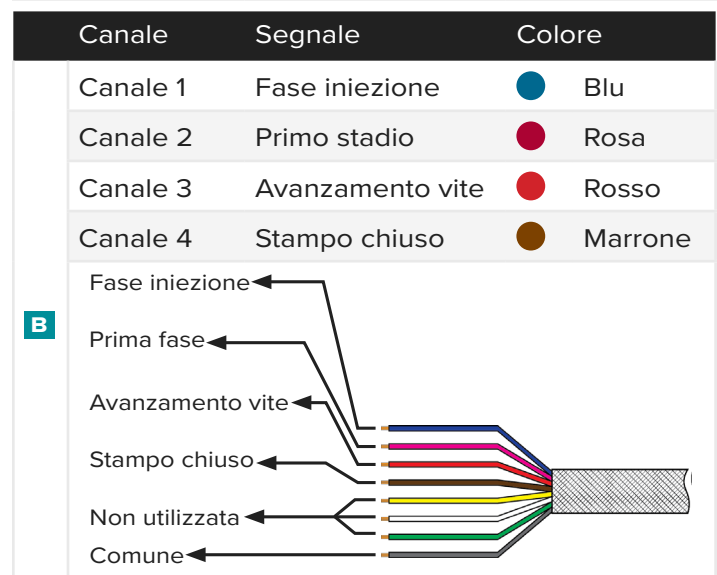 Canale Segnale Colore
Canale 1 Fase iniezione Blu
Canale 2 Primo stadio Rosa
Canale 3 Avanzamento vite Rosso
Canale 4 Stampo chiuso Marrone
B
Fase iniezione
Prima fase
Avanzamento vite
Stampo chiuso
Non utilizzata
Comune